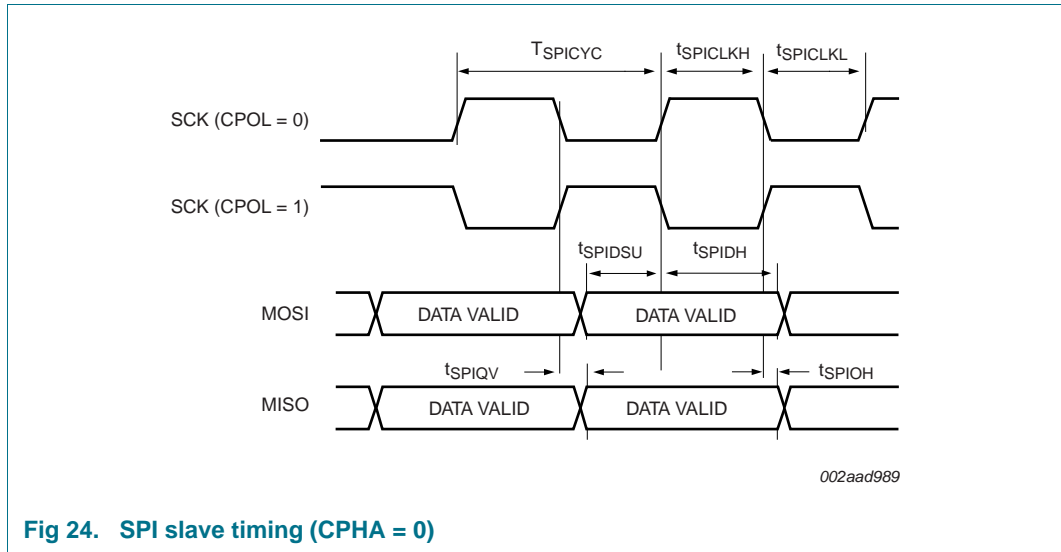 TSPICYC tSPICLKH tSPICLKL
SCK (CPOL = 0)
SCK (CPOL = 1)
tSPIDSU tSPIDH
MOSI DATA VALID DATA VALID
tSPIQV tSPIOH
MISO DATA VALID DATA VALID
002aad989
Fig 24. SPI slave timing (CPHA = 0)